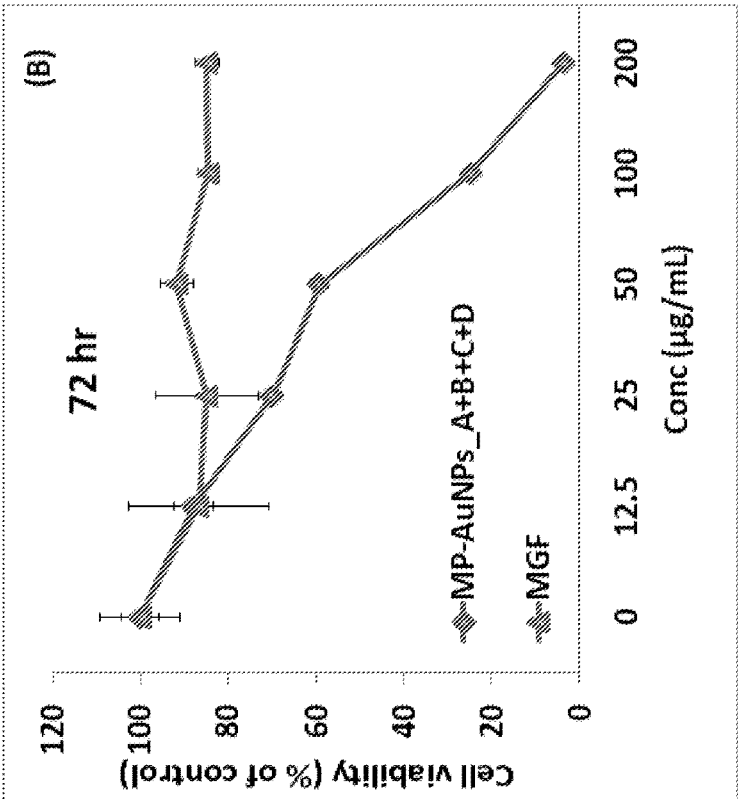 (B)
72 hr
Cell viability (% of control)
120
100
80
60
40
20
0
MP-AuNPs_A+B+C+D
MGF
0 12.5 25 50 100 200
Conc (µg/mL)